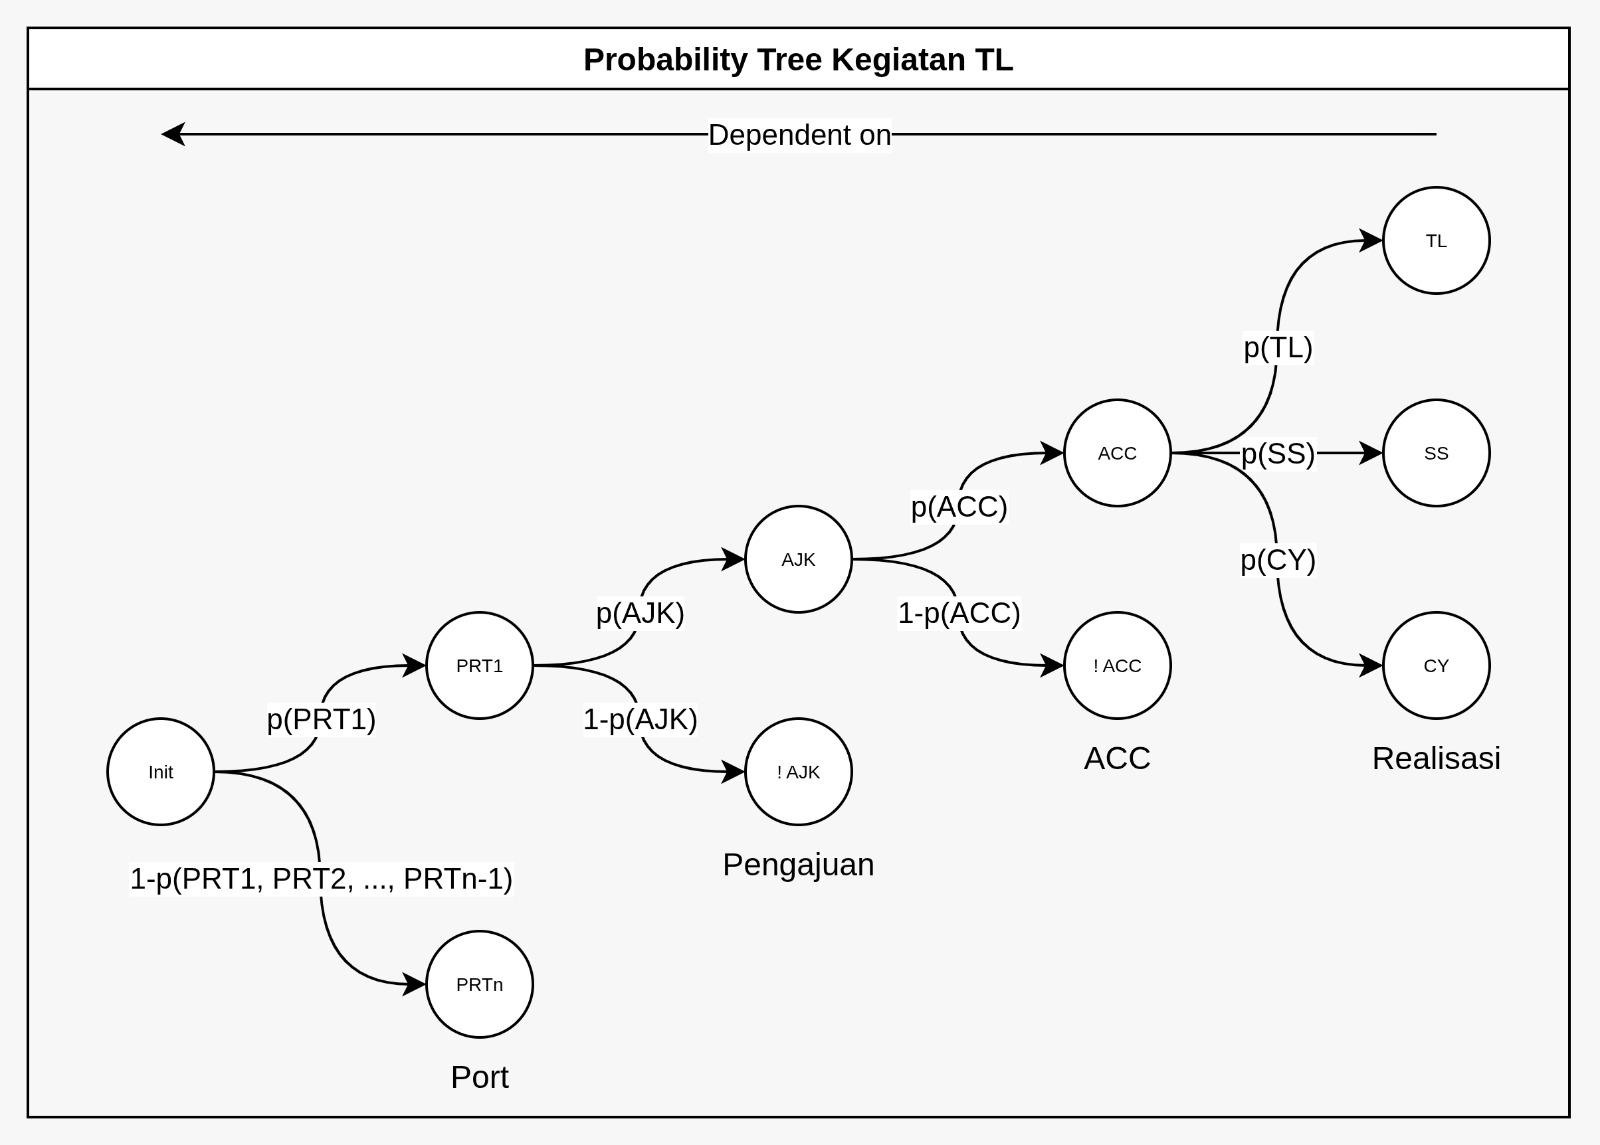 Probability Tree Kegiatan TL
Dependent on
TL
p(TL)
ACC
p(SS)
SS
p(ACC)
AJK
p(CY)
p(AJK)
1-p(ACC)
PRT1
! ACC
CY
p(PRT1)
1-p(AJK)
Init
! AJK
ACC
Realisasi
Pengajuan
1-p(PRT1, PRT2, ..., PRTn-1)
PRTn
Port